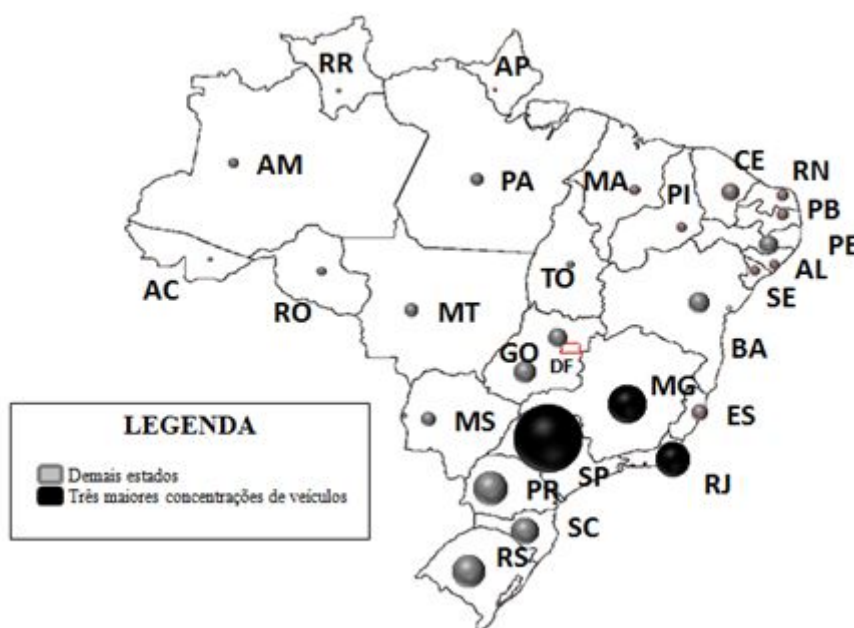 RR
AP
AM
PA
MA
CE
RN
PI
PB
PE
AC
RO
TO
AL
SE
MT
BA
GO
DF
MG
ES
MS
SP
RJ
PR
SC
RS
LEGENDA
Demais estados
Três maiores concentrações de veículos